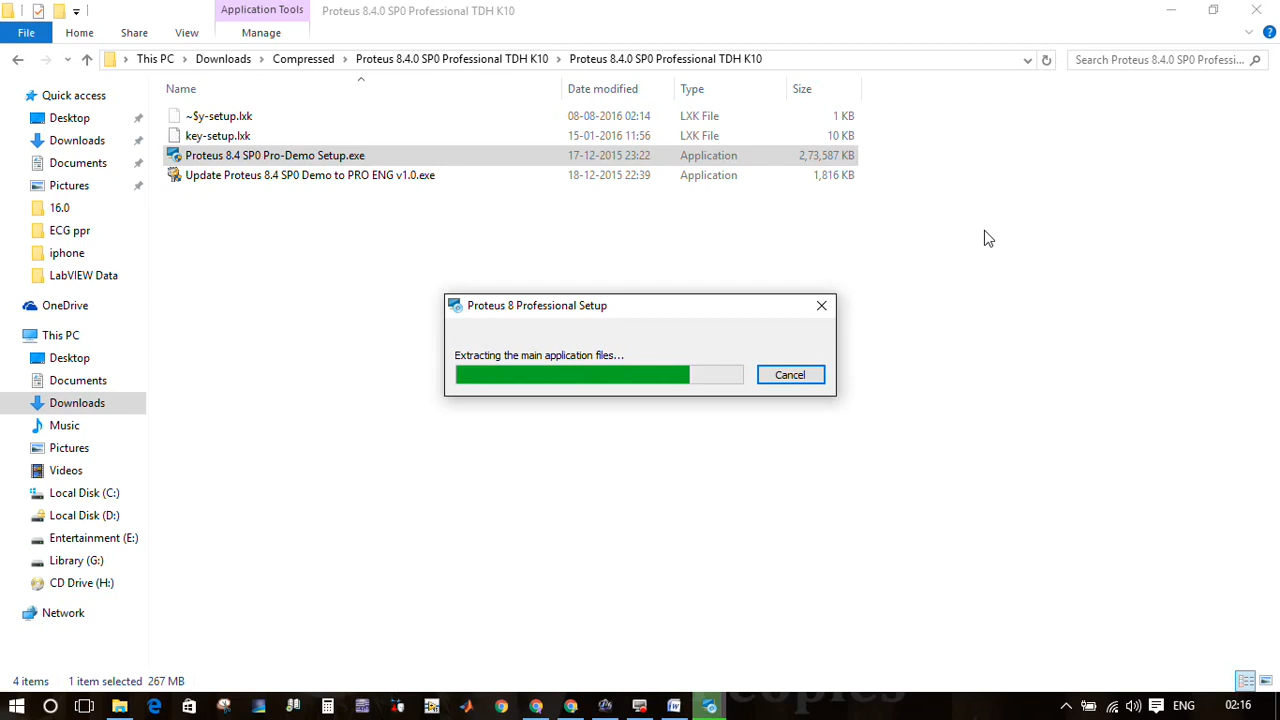 Application Tools
Proteus 8.4.0 SP0 Professional TDH K10
File
Home
Share
View
Manage
This PC
Downloads
Compressed
Proteus 8.4.0 SP0 Professional TDH K10
Proteus 8.4.0 SP0 Professional TDH K10
Search Proteus 8.4.0 SP0 Professi...
Name
Date modified
Type
Size
~$y-setup.lxk
08-08-2016 02:14
LXK File
1 KB
key-setup.lxk
15-01-2016 11:56
LXK File
10 KB
Proteus 8.4 SP0 Pro-Demo Setup.exe
17-12-2015 23:22
Application
2,73,587 KB
Update Proteus 8.4 SP0 Demo to PRO ENG v1.0.exe
18-12-2015 22:39
Application
1,816 KB
Quick access
Desktop
Downloads
Documents
Pictures
16.0
ECG ppr
iphone
LabVIEW Data
OneDrive
This PC
Desktop
Documents
Downloads
Music
Pictures
Videos
Local Disk (C:)
Local Disk (D:)
Entertainment (E:)
Library (G:)
CD Drive (H:)
Network
Proteus 8 Professional Setup
Extracting the main application files...
Cancel
4 items
1 item selected 267 MB
ENG
02:16